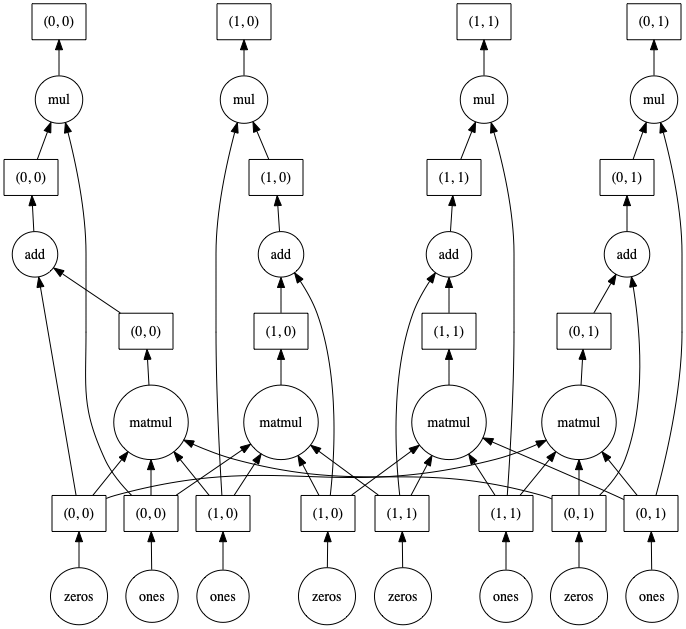 (0, 0) (1, 0) (1, 1) (0, 1)
mul mul mul mul
(0, 0) (1, 0) (1, 1) (0, 1)
add add add add
(0, 0) (1, 0) (1, 1) (0, 1)
matmul matmul matmul matmul
(0, 0) (0, 0) (1, 0) (1, 0) (1, 1) (1, 1) (0, 1) (0, 1)
zeros ones ones zeros zeros ones zeros ones